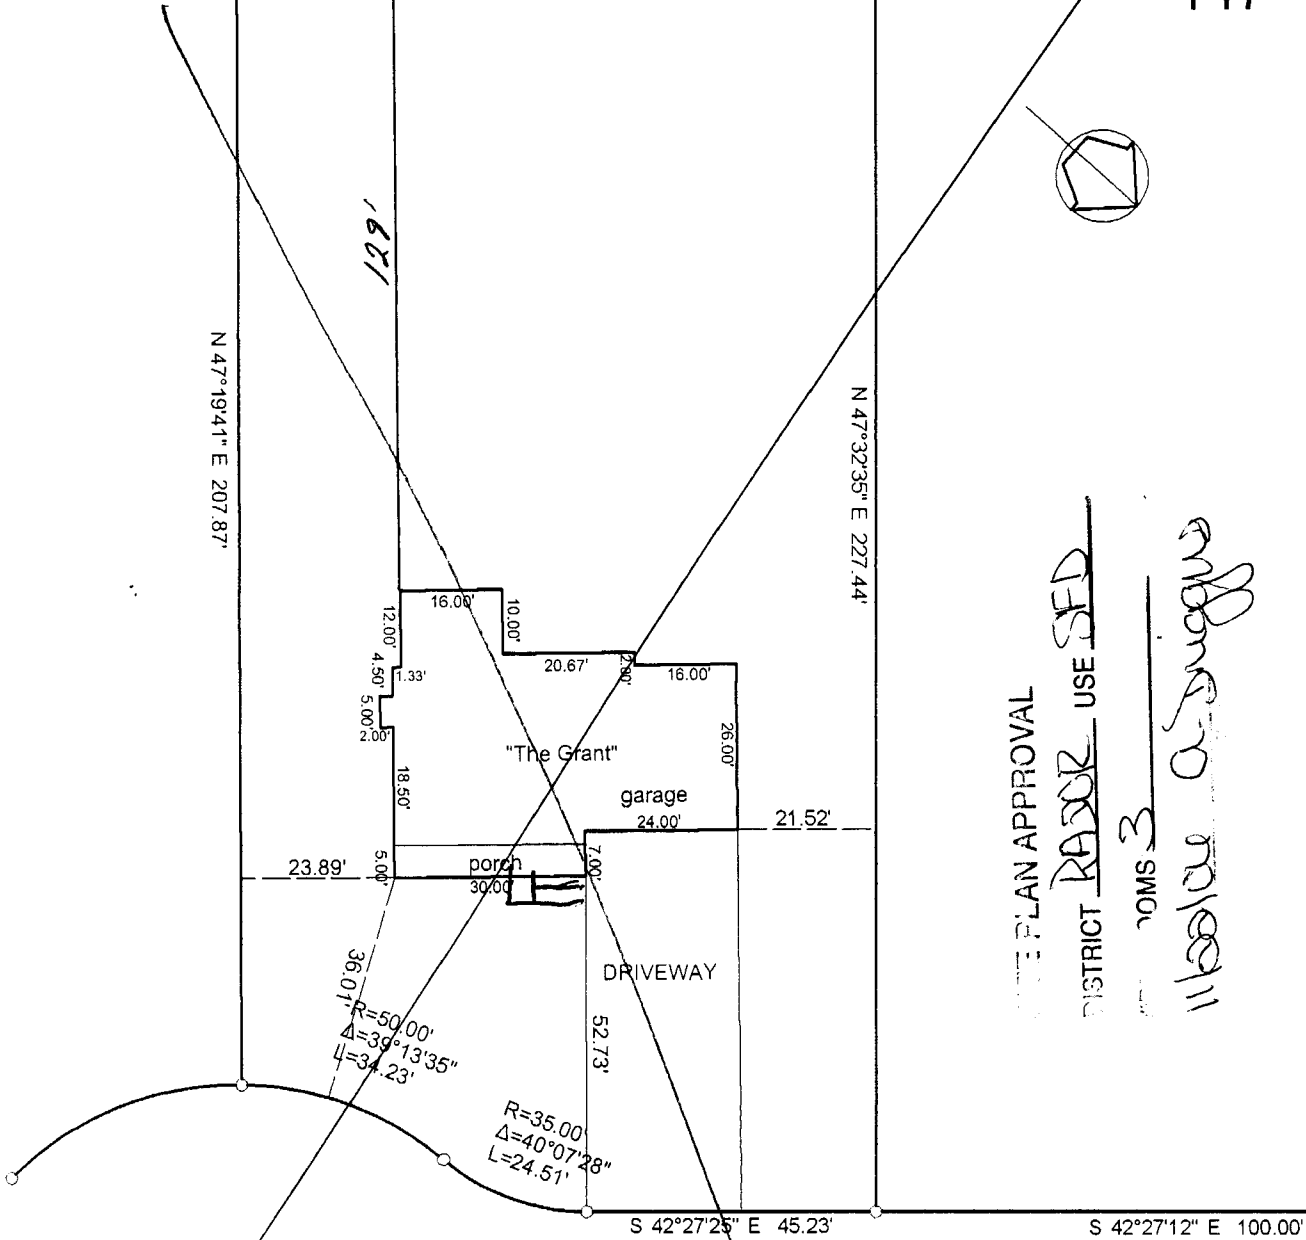 129'
N 47°19'41" E 207.87'
N 47°32'35" E 227.44'
16.00'
10.00'
12.00'
20.67'
2.00'
16.00'
4.50'
1.33'
5.00'
2.00'
26.00'
"The Grant"
18.50'
garage
24.00'
21.52'
23.89'
5.00'
porch
7.00'
30.00'
36.01'
DRIVEWAY
R=50.00'
Δ=39°13'35"
L=34.23'
52.73'
R=35.00'
Δ=40°07'28"
L=24.51'
S 42°27'25" E 45.23'
S 42°27'12" E 100.00'
PLAN APPROVAL
DISTRICT USE SFD
OMS 3